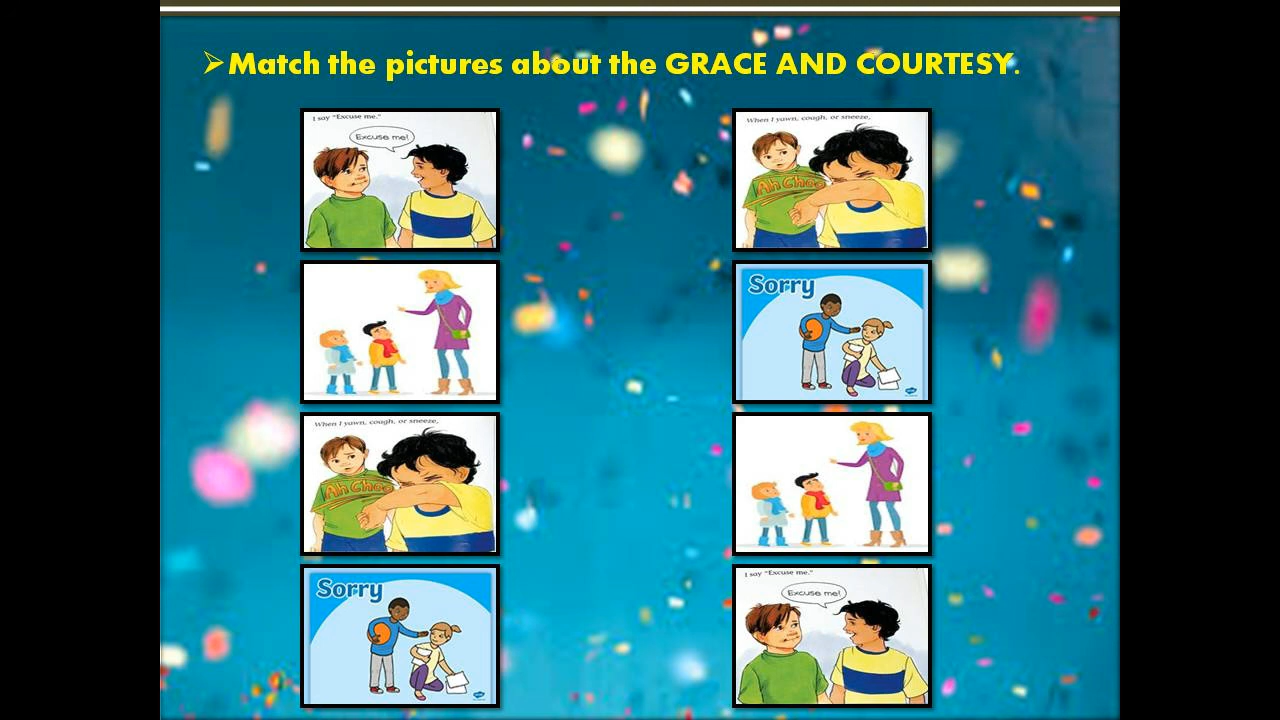 ➢Match the pictures about the GRACE AND COURTESY.
I say "Excuse me."
Excuse me!
When I yawn, cough, or sneeze,
Ah Choo
Sorry
When I yawn, cough, or sneeze,
Ah Choo
Sorry
I say "Excuse me."
Excuse me!